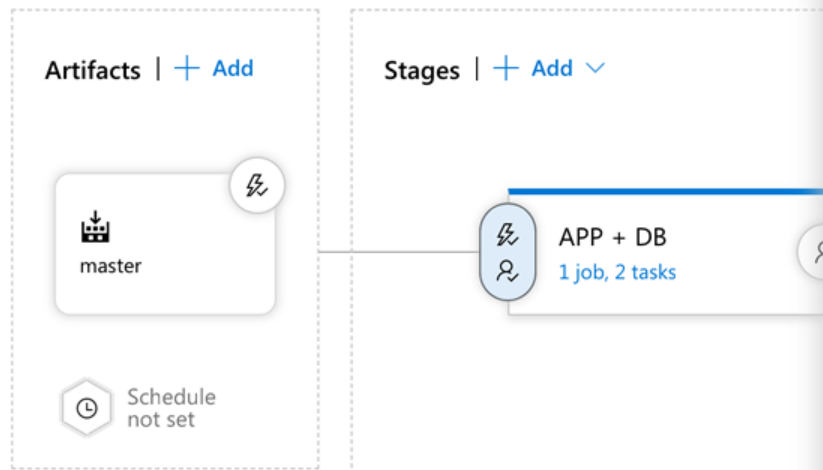 Artifacts | + Add
Stages | + Add
master
APP + DB
1 job, 2 tasks
Schedule
not set